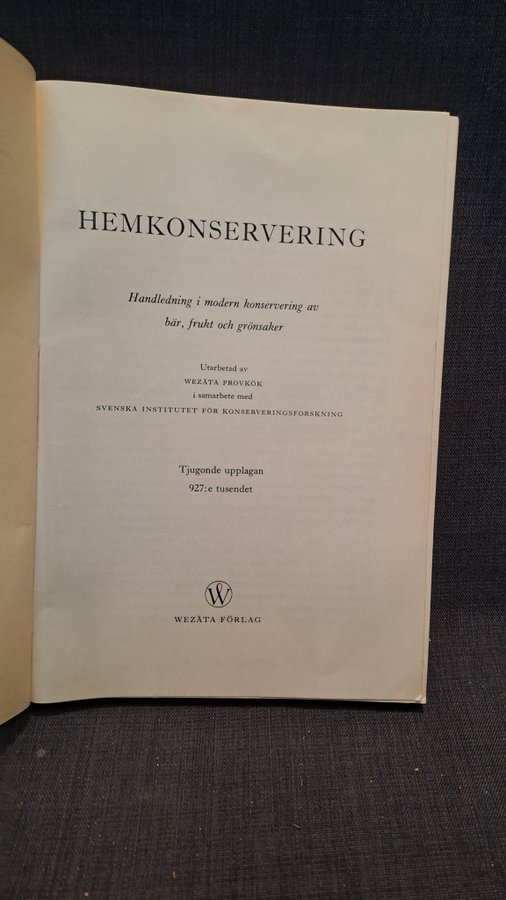 HEMKONSERVERING
Handledning i modern konservering av
bär, frukt och grönsaker
Utarbetad av
WEZÄTA PROVKÖK
i samarbete med
SVENSKA INSTITUTET FÖR KONSERVERINGSFORSKNING
Tjugonde upplagan
927:e tusendet
W
WEZÄTA FÖRLAG